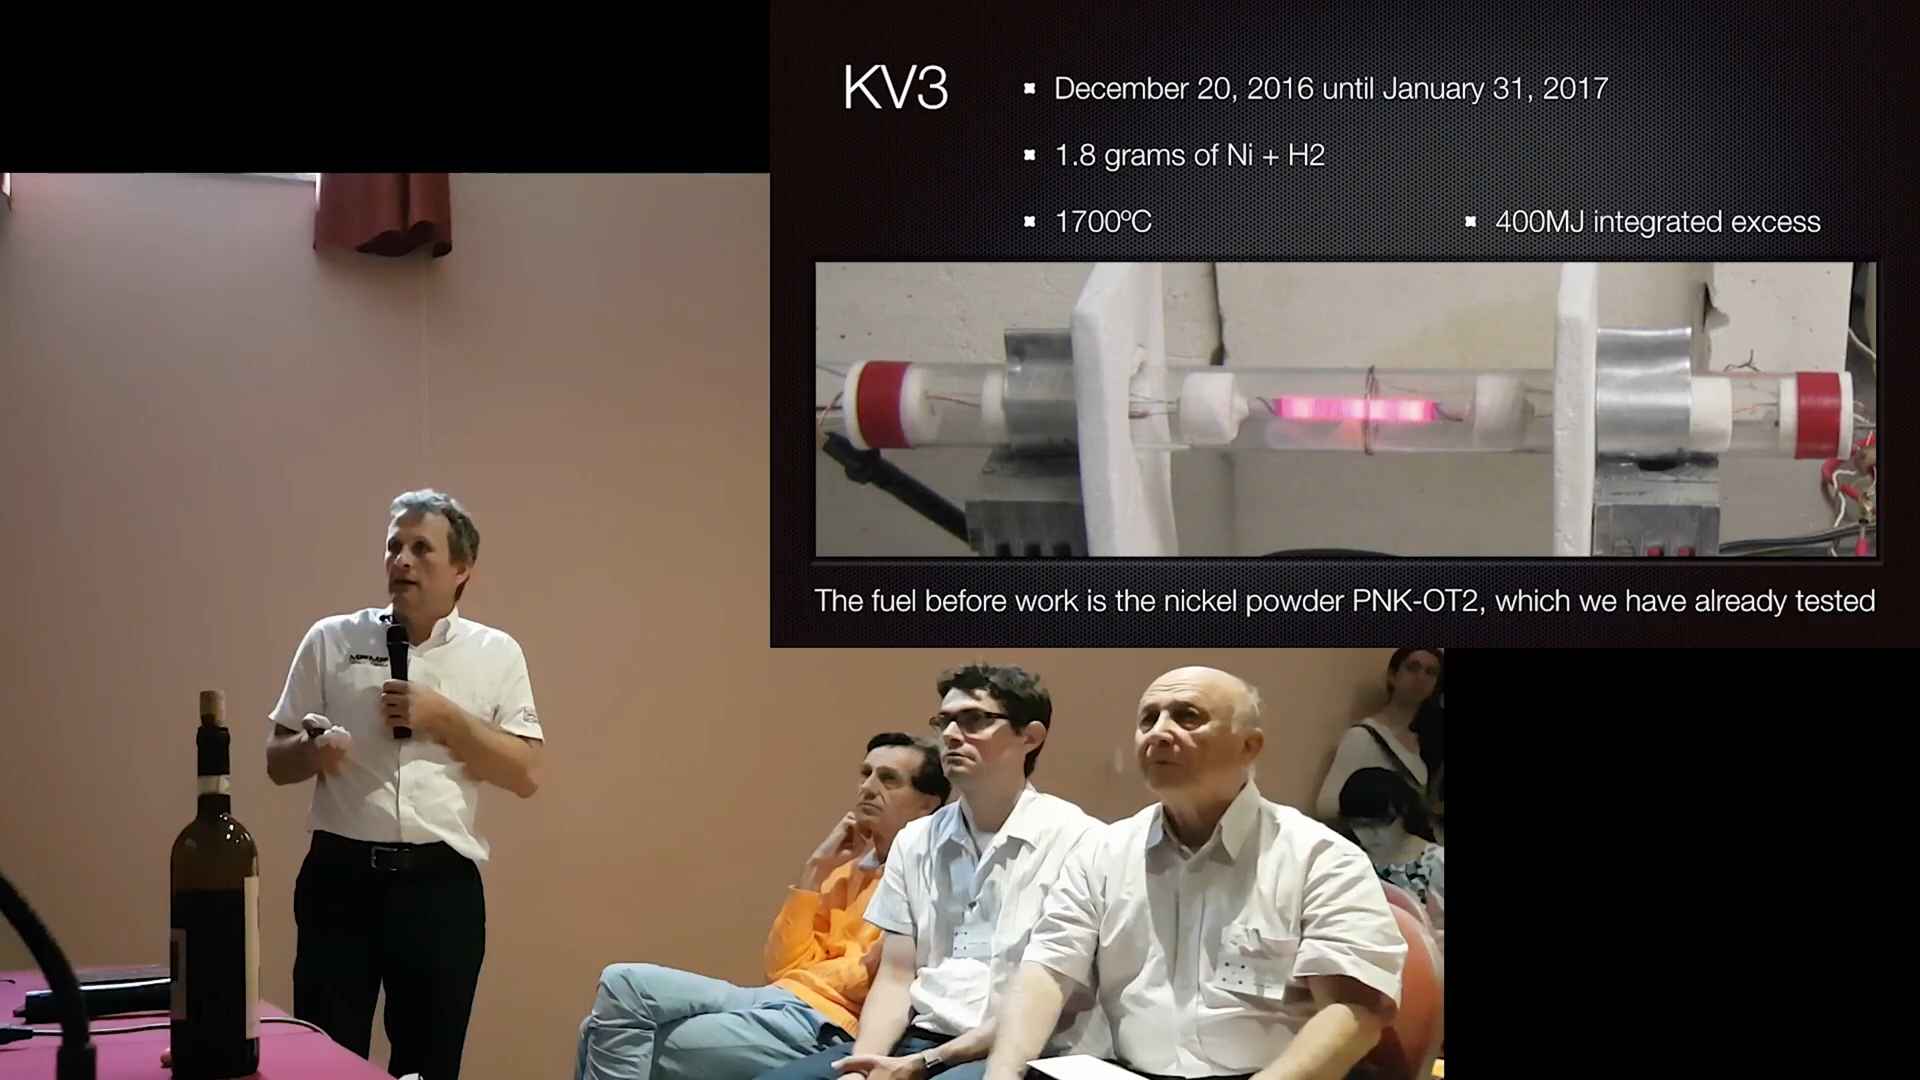 KV3
December 20, 2016 until January 31, 2017
1.8 grams of Ni + H2
1700ºC
400MJ integrated excess
The fuel before work is the nickel powder PNK-OT2, which we have already tested